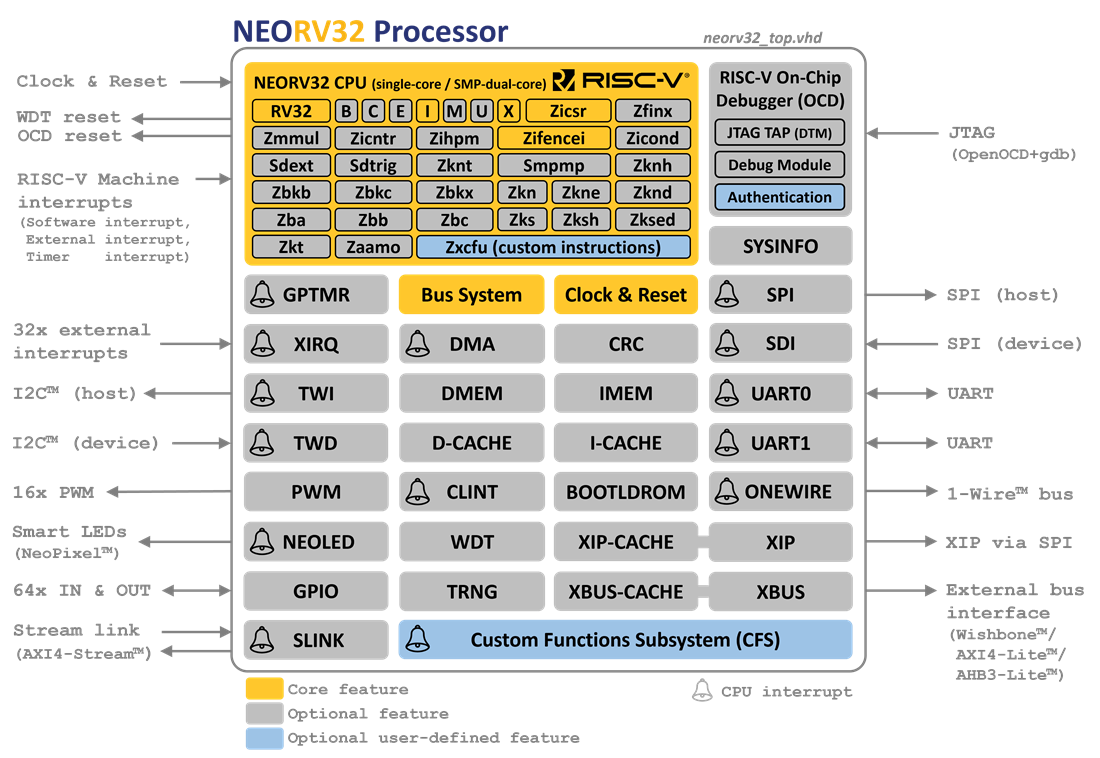 NEORV32 Processor
neorv32_top.vhd
NEORV32 CPU (single-core / SMP-dual-core) RISC-V®
RV32 B C E I M U X Zicsr Zfinx
Zmmul Zicntr Zihpm Zifencei Zicond
Sdext Sdtrig Zknt Smpmp Zknh
Zbkb Zbkc Zbkx Zkn Zkne Zknd
Zba Zbb Zbc Zks Zksh Zksed
Zkt Zaamo Zxcfu (custom instructions)
RISC-V On-Chip
Debugger (OCD)
JTAG TAP (DTM)
Debug Module
Authentication
SYSINFO
GPTMR Bus System Clock & Reset SPI
XIRQ DMA CRC SDI
TWI DMEM IMEM UART0
TWD D-CACHE I-CACHE UART1
PWM CLINT BOOTLDROM ONEWIRE
NEOLED WDT XIP-CACHE XIP
GPIO TRNG XBUS-CACHE XBUS
SLINK Custom Functions Subsystem (CFS)
Clock & Reset
WDT reset
OCD reset
RISC-V Machine
interrupts
(Software interrupt,
External interrupt,
Timer interrupt)
32x external
interrupts
I2C™ (host)
I2C™ (device)
16x PWM
Smart LEDs
(NeoPixel™)
64x IN & OUT
Stream link
(AXI4-Stream™)
JTAG
(OpenOCD+gdb)
SPI (host)
SPI (device)
UART
UART
1-Wire™ bus
XIP via SPI
External bus
interface
(Wishbone™/
AXI4-Lite™/
AHB3-Lite™)
Core feature
Optional feature
Optional user-defined feature
CPU interrupt